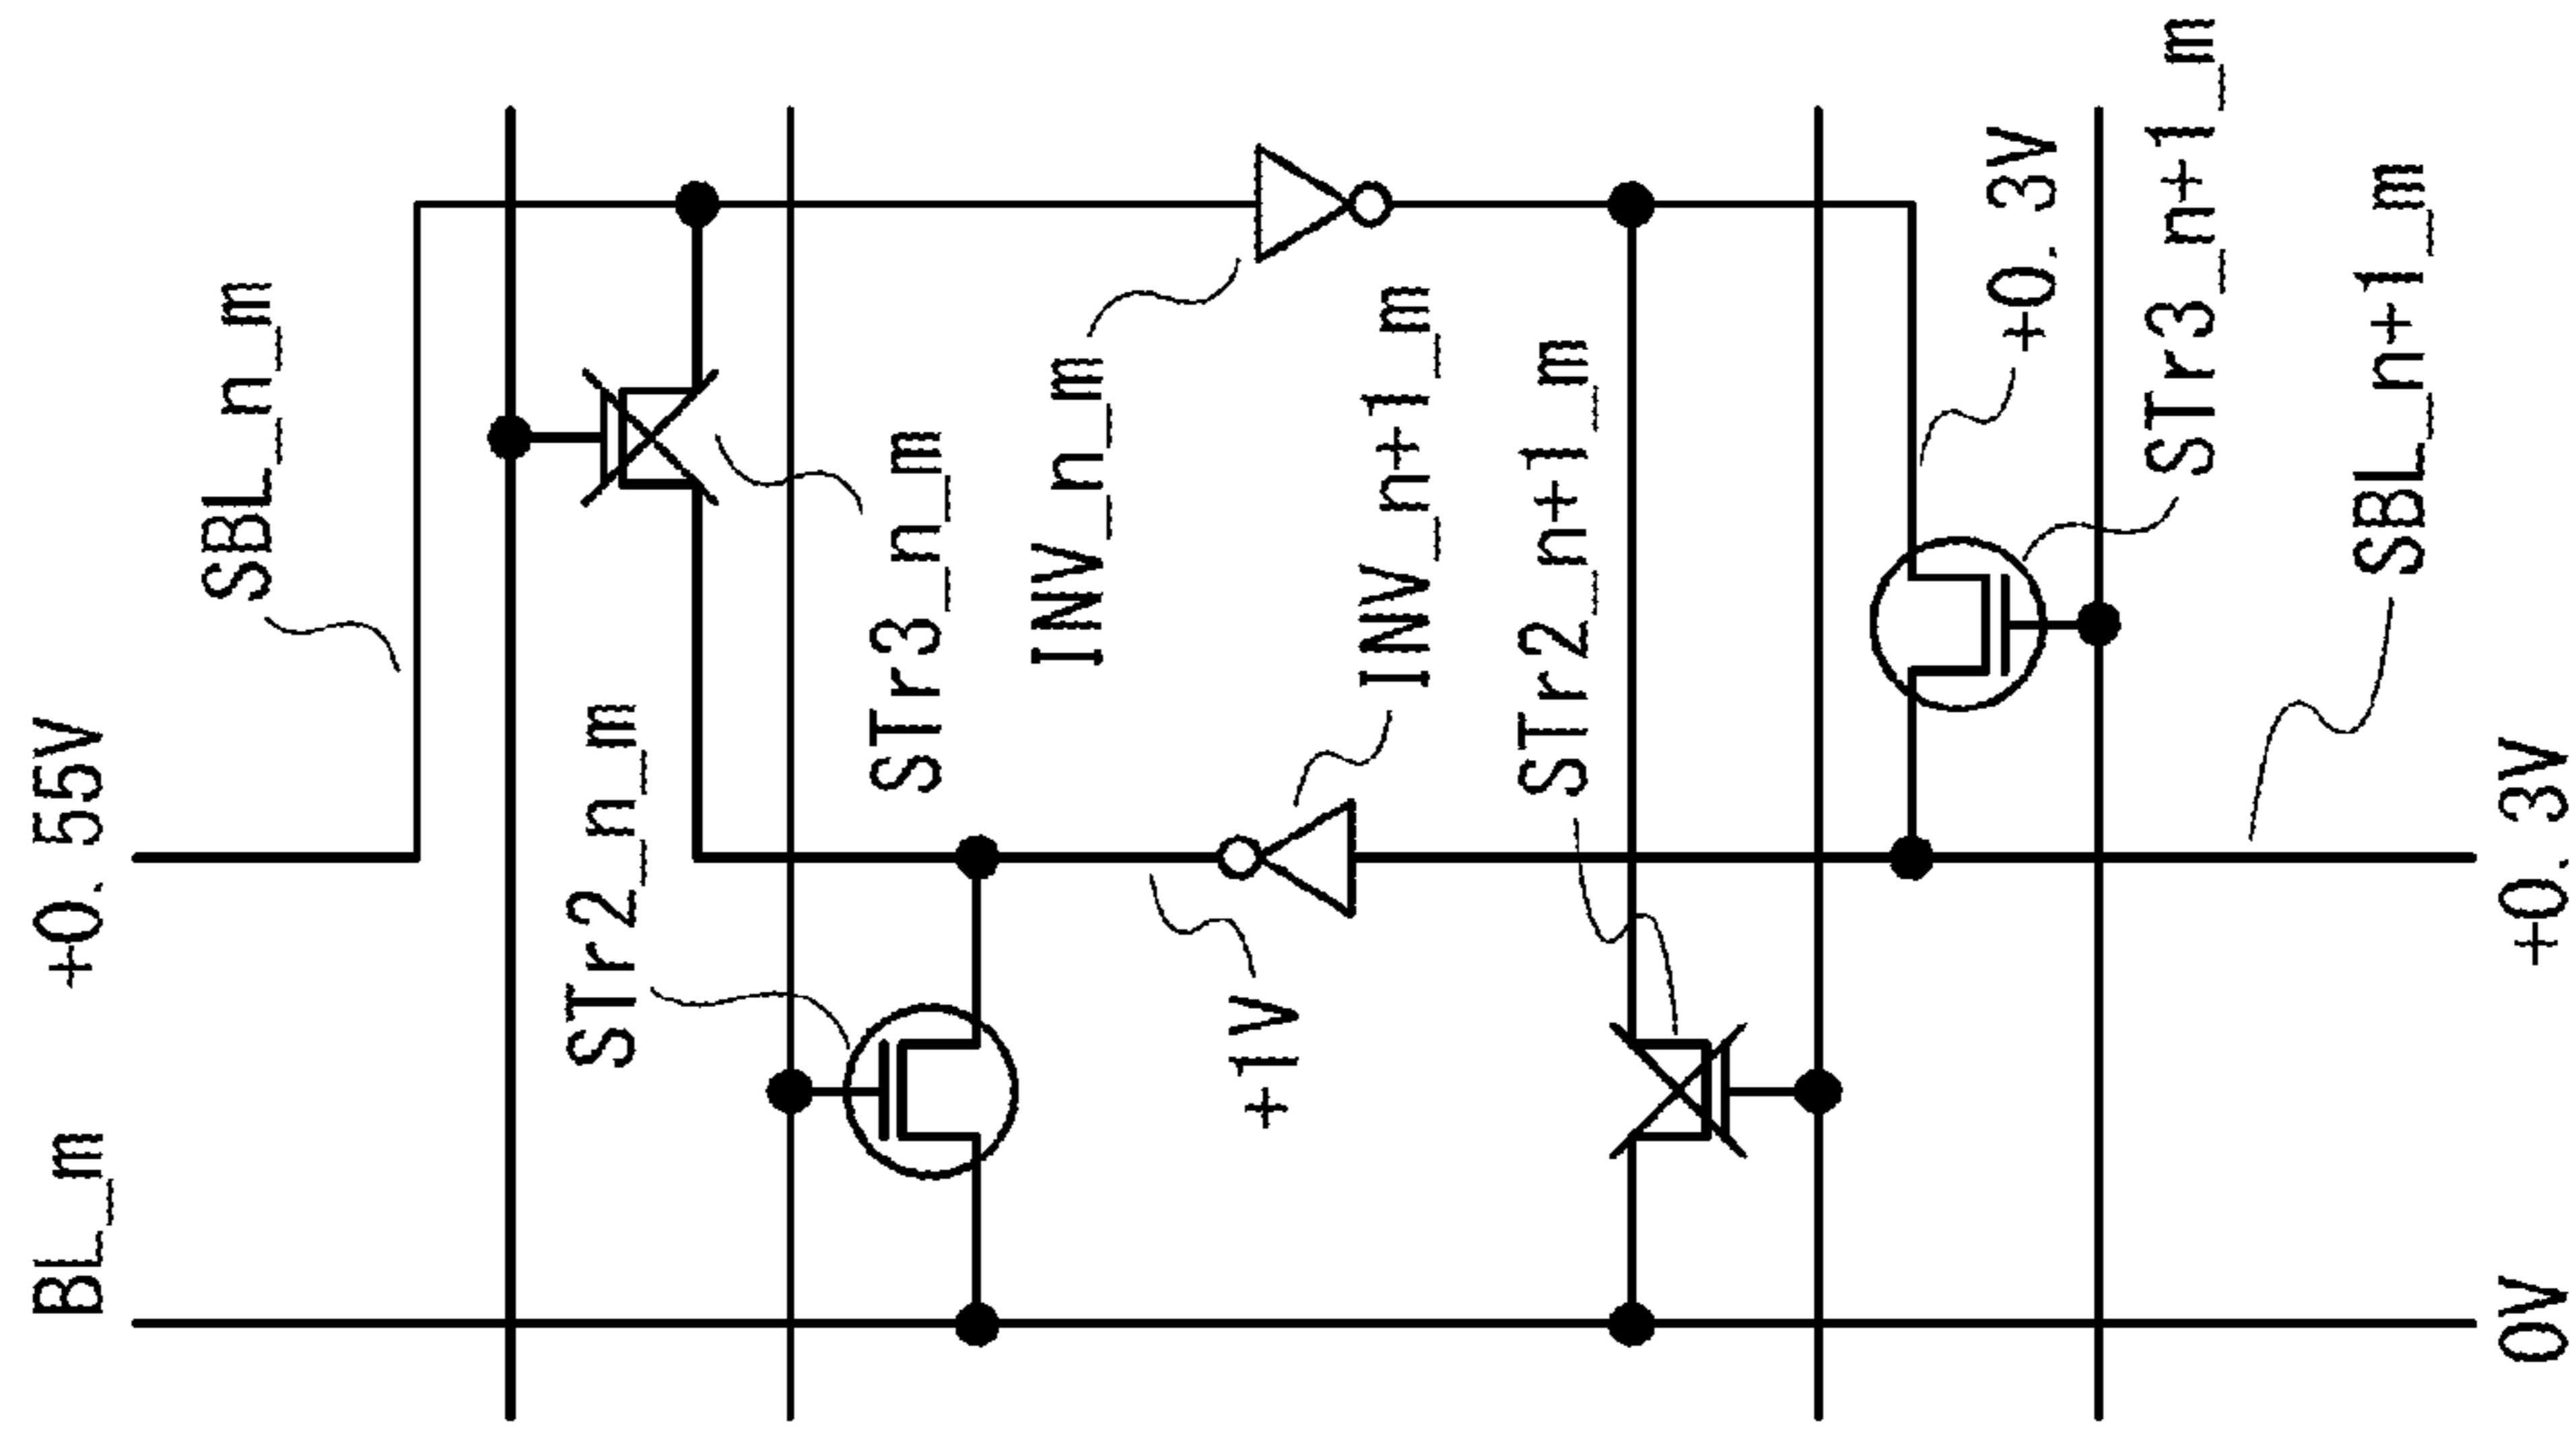 BL_m
+0. 55V
SBL_n_m
STr2_n_m
STr3_n_m
INV_n_m
+1V
INV_n+1_m
STr2_n+1_m
+0. 3V
STr3_n+1_m
SBL_n+1_m
0V
+0. 3V